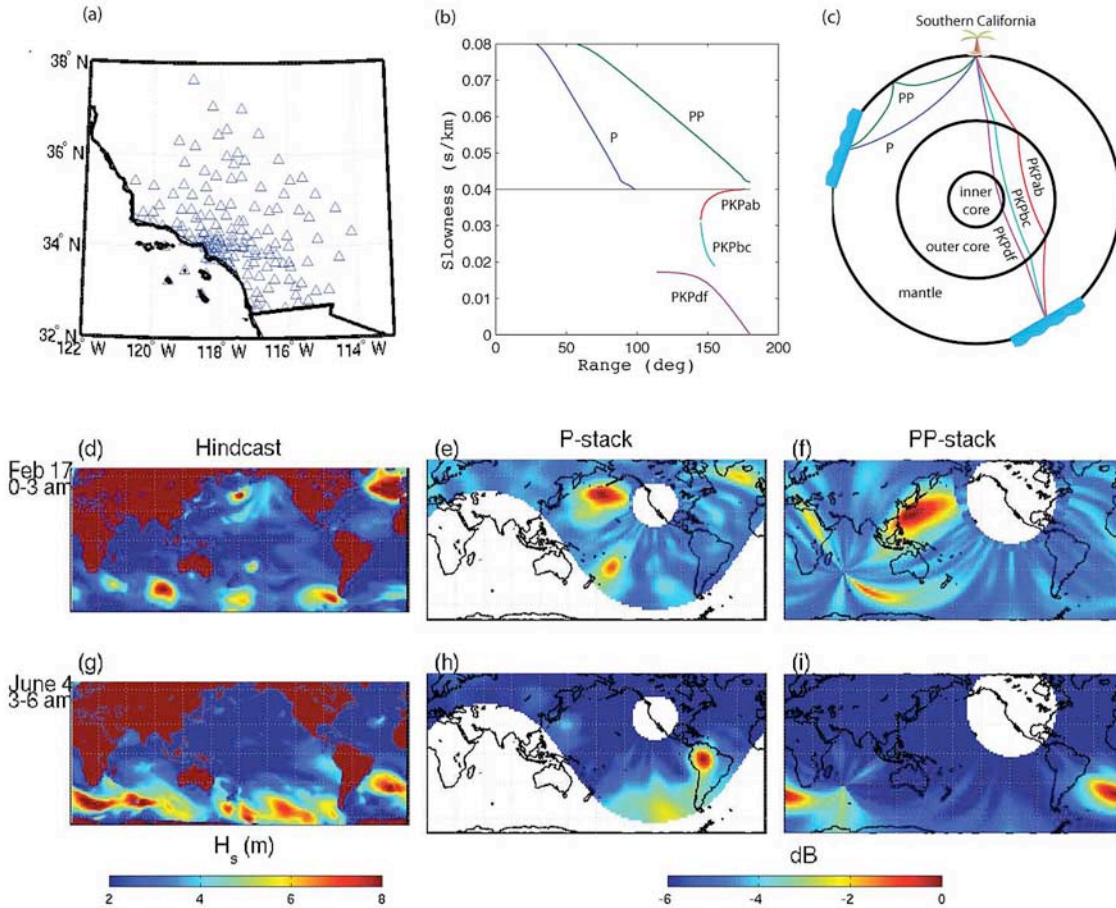 (a)
38° N
36° N
34° N
32° N
122° W
120° W
118° W
116° W
114° W
(b)
Slowness (s/km)
0.08
0.07
0.06
0.05
0.04
0.03
0.02
0.01
0
P
PP
PKPab
PKPbc
PKPdf
0
50
100
150
200
Range (deg)
(c)
Southern California
PP
P
PKPab
PKPbc
PKPdf
inner
core
outer core
mantle
(d)
Hindcast
Feb 17
0-3 am
(e)
P-stack
(f)
PP-stack
(g)
June 4
3-6 am
(h)
(i)
H_s (m)
2
4
6
8
dB
-6
-4
-2
0